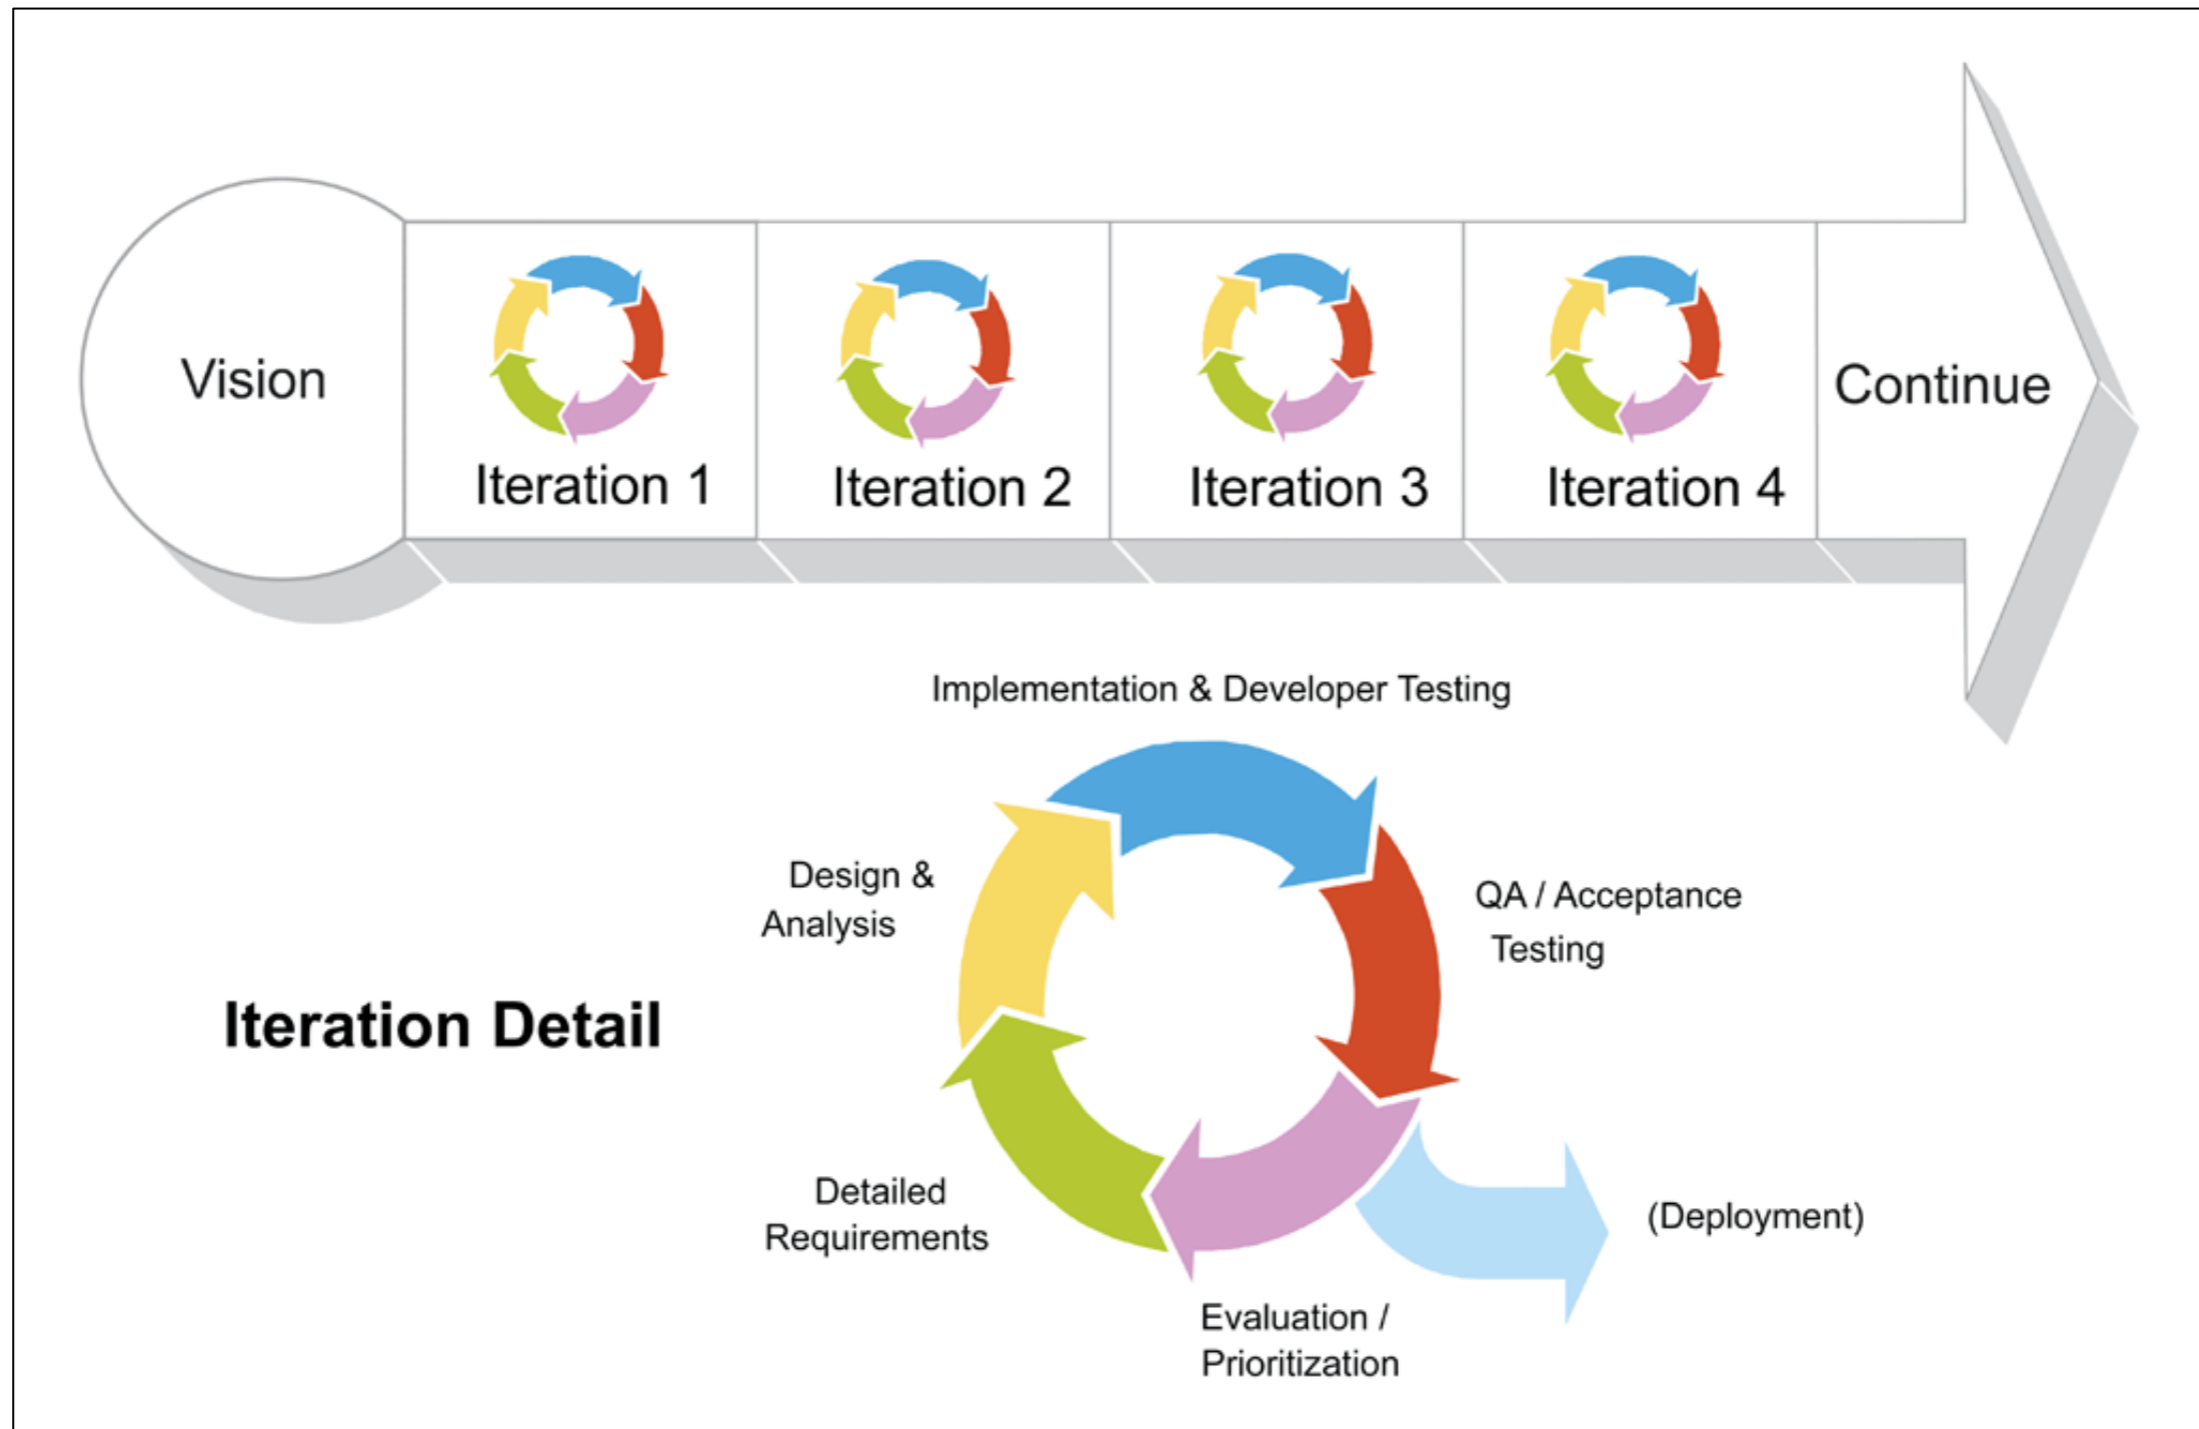 Vision
Iteration 1
Iteration 2
Iteration 3
Iteration 4
Continue
Implementation & Developer Testing
Design &
Analysis
QA / Acceptance
Testing
Iteration Detail
Detailed
Requirements
(Deployment)
Evaluation /
Prioritization